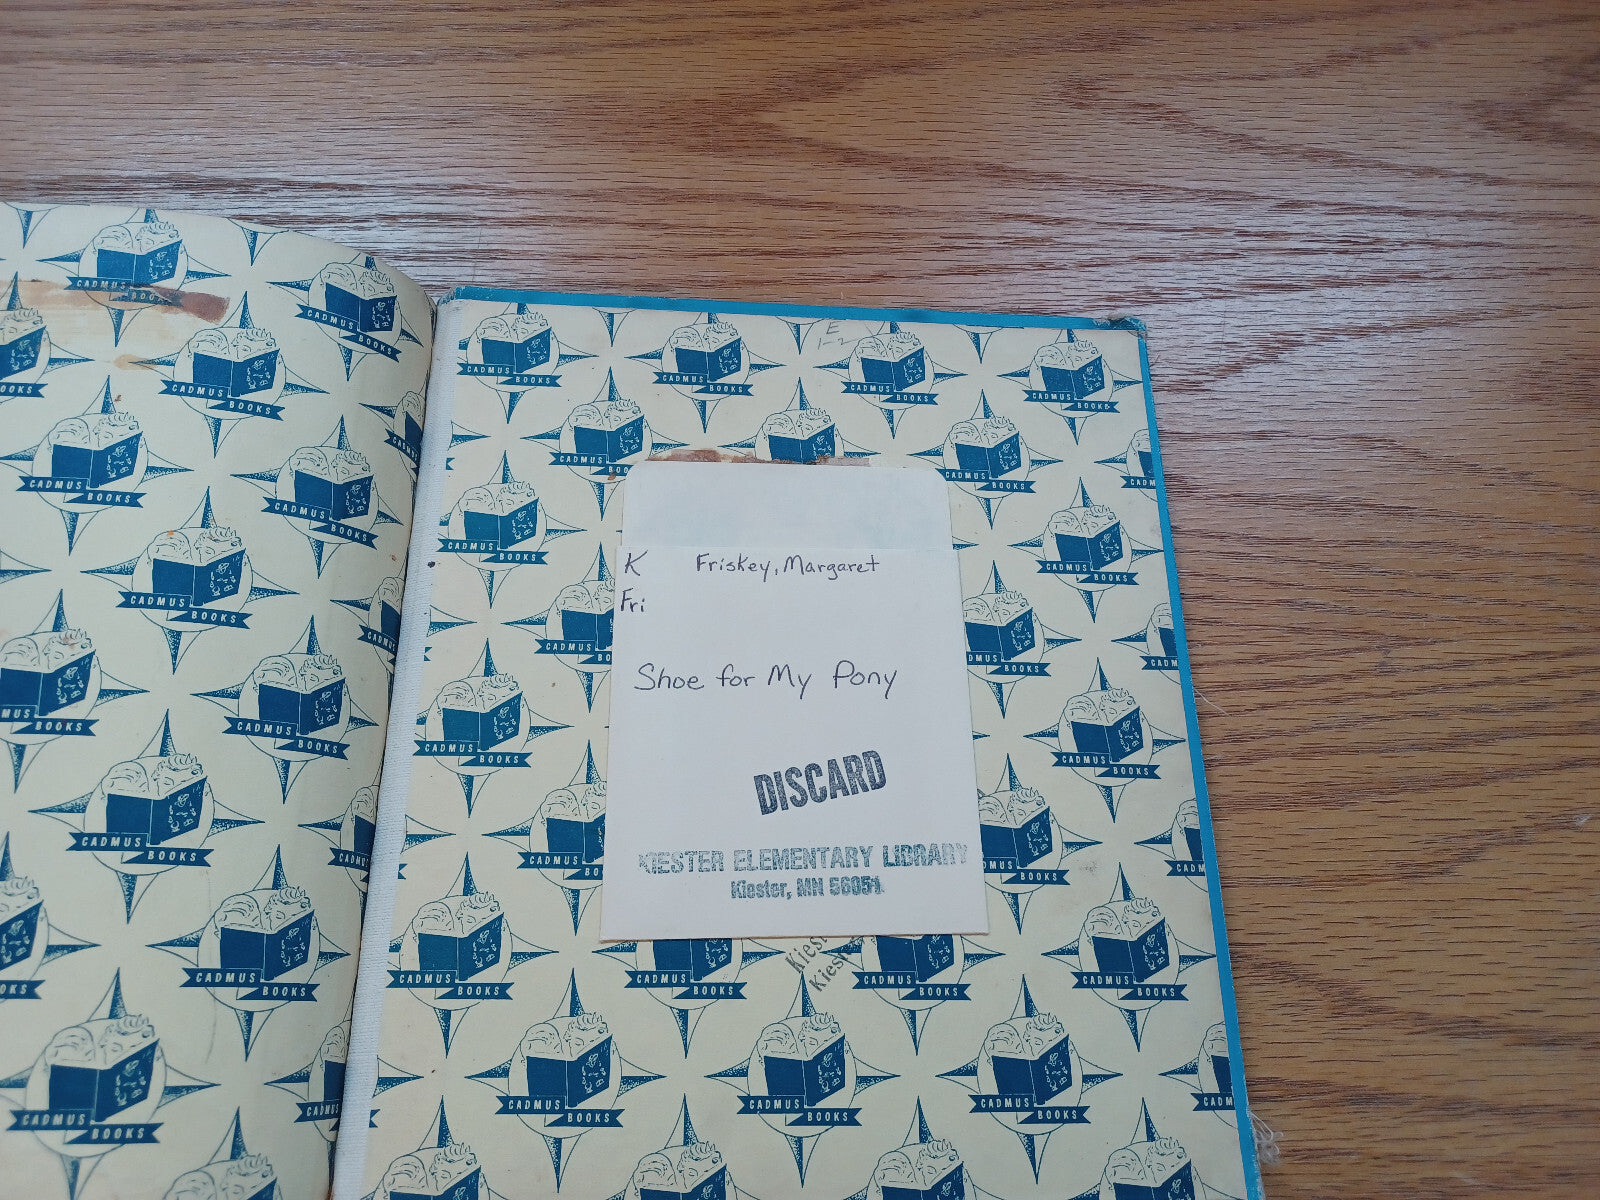 E
1-2
K Friskey, Margaret
Fri
Shoe for My Pony
DISCARD
KIESTER ELEMENTARY LIBRARY
Kiester, MN 56051
CADMUS BOOKS